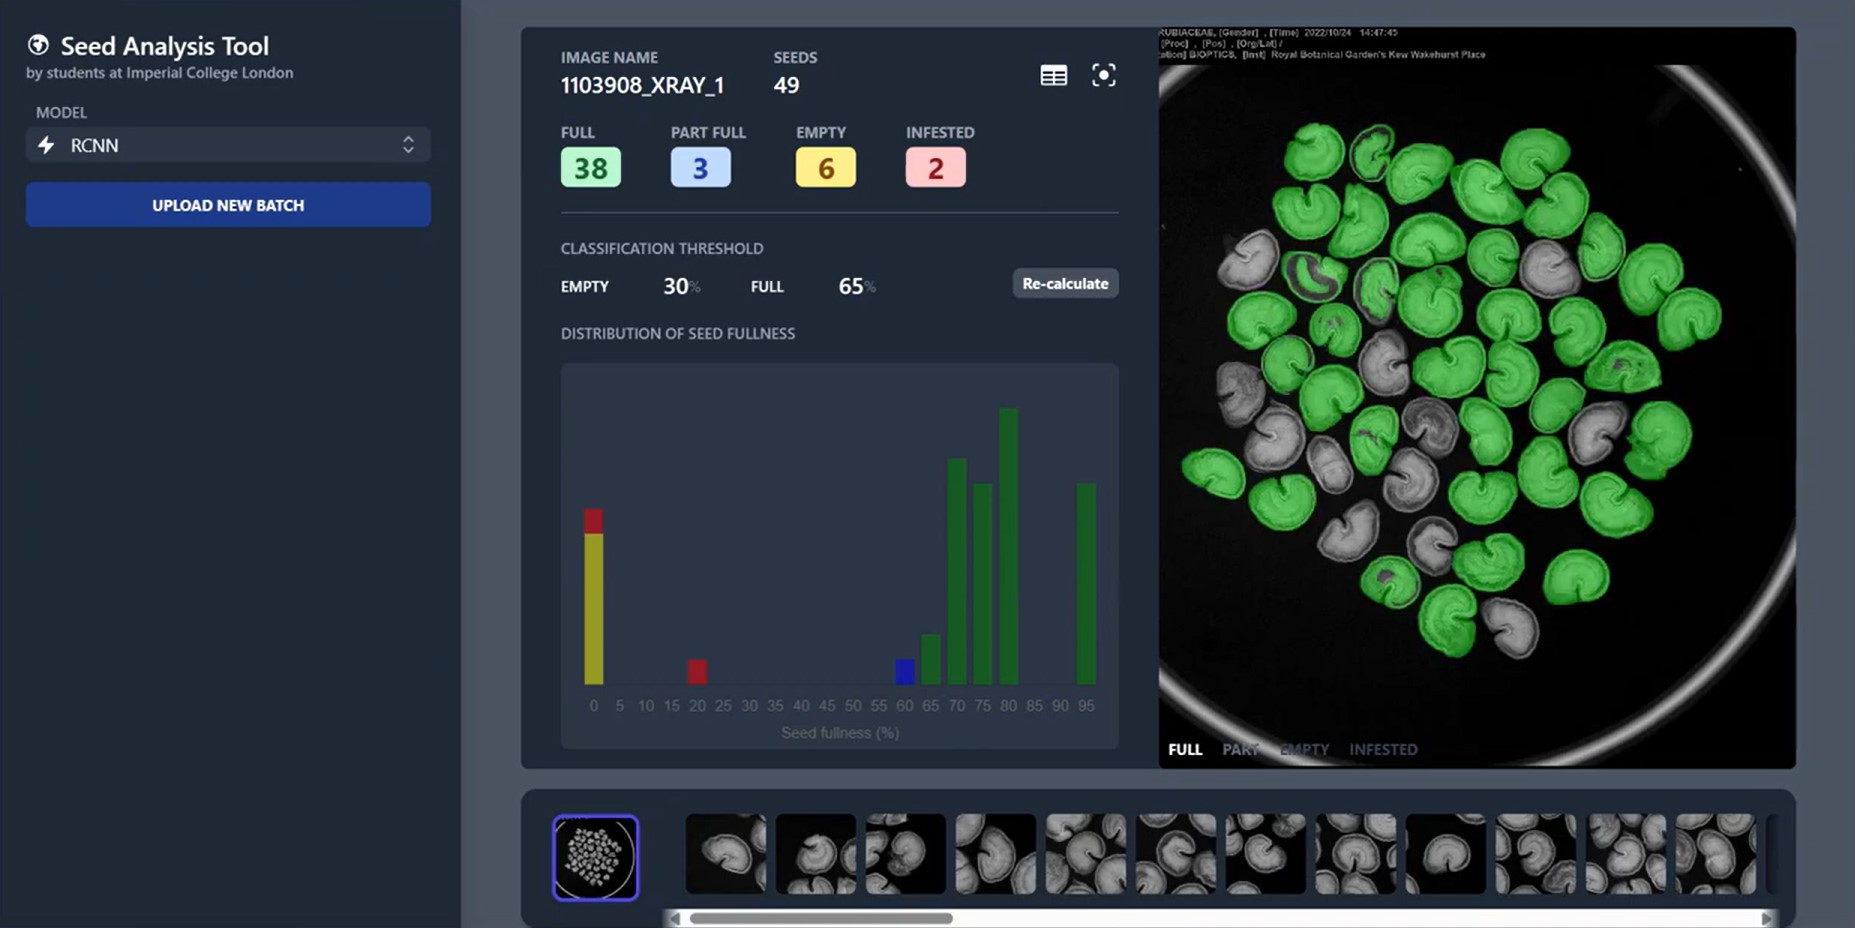 Seed Analysis Tool
by students at Imperial College London
MODEL
RCNN
UPLOAD NEW BATCH
IMAGE NAME
1103908_XRAY_1
SEEDS
49
FULL
38
PART FULL
3
EMPTY
6
INFESTED
2
CLASSIFICATION THRESHOLD
EMPTY 30% FULL 65%
Re-calculate
DISTRIBUTION OF SEED FULLNESS
0 5 10 15 20 25 30 35 40 45 50 55 60 65 70 75 80 85 90 95
Seed fullness (%)
RUBIACEAE, [Gender] , [Time] 2022/10/24 14:47:45
[Proc] , [Pos] , [Org/Lat] /
ation] BIOPTICS, [Inst] Royal Botanical Garden's Kew Wakehurst Place
FULL PART EMPTY INFESTED